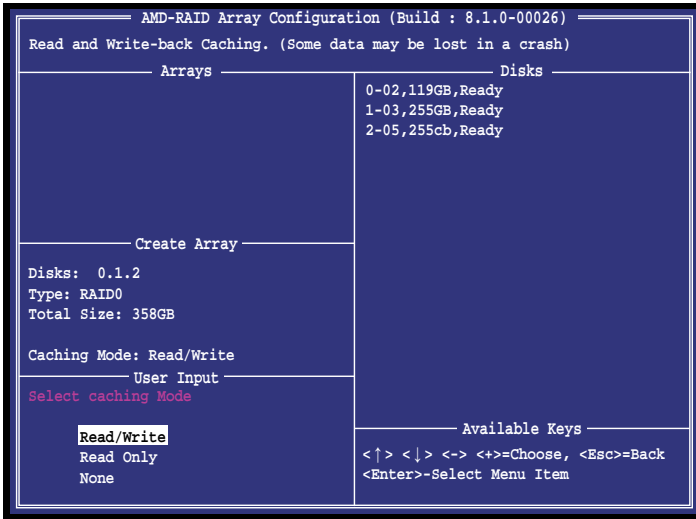 AMD-RAID Array Configuration (Build : 8.1.0-00026)
Read and Write-back Caching. (Some data may be lost in a crash)
Arrays
Disks
0-02,119GB,Ready
1-03,255GB,Ready
2-05,255cb,Ready
Create Array
Disks: 0.1.2
Type: RAID0
Total Size: 358GB
Caching Mode: Read/Write
User Input
Select caching Mode
Read/Write
Read Only
None
Available Keys
<↑> <↓> <-> <+>=Choose, <Esc>=Back
<Enter>-Select Menu Item